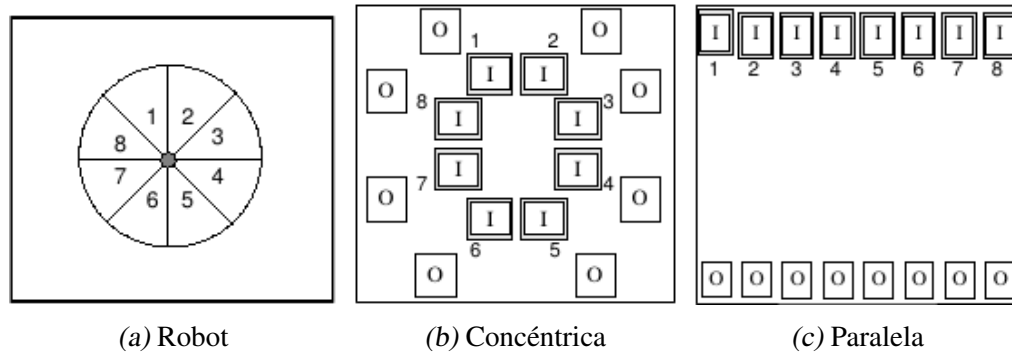 1 2
8 3
7 4
6 5
(a) Robot
O O
1 2
I I
O O
8 I I 3
7 I I 4
O O
I I
6 5
O O
(b) Concéntrica
I I I I I I I I
1 2 3 4 5 6 7 8
O O O O O O O O
(c) Paralela